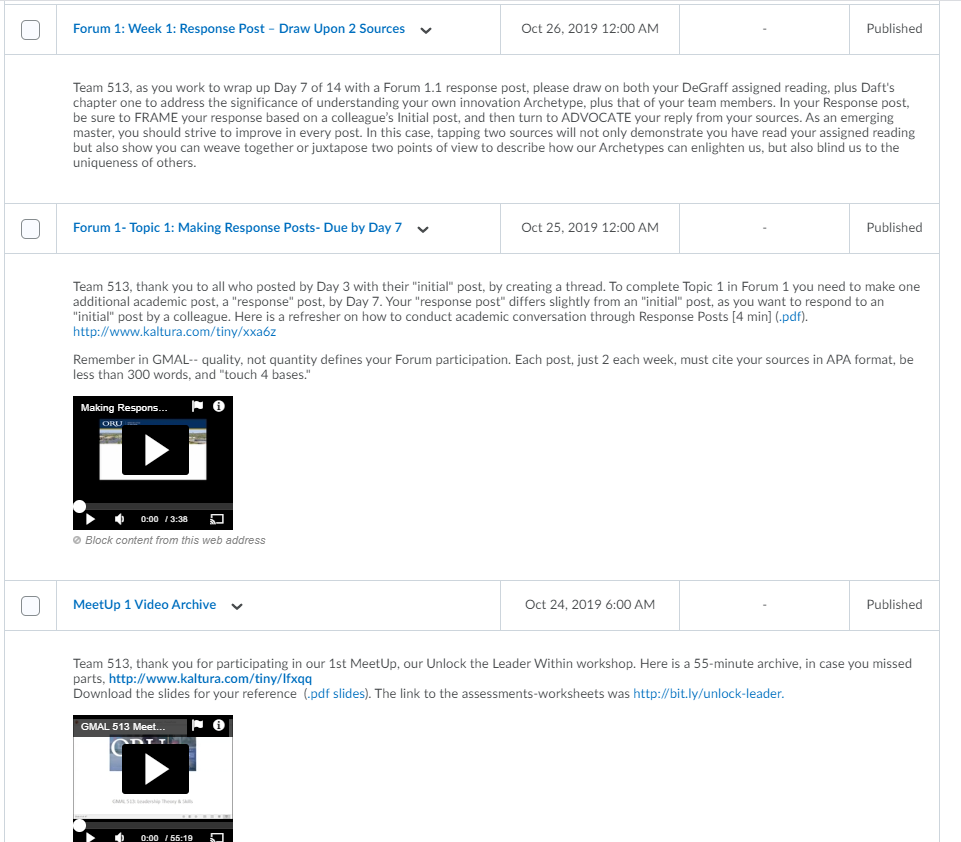 Forum 1: Week 1: Response Post – Draw Upon 2 Sources
Oct 26, 2019 12:00 AM
-
Published
Team 513, as you work to wrap up Day 7 of 14 with a Forum 1.1 response post, please draw on both your DeGraff assigned reading, plus Daft's
chapter one to address the significance of understanding your own innovation Archetype, plus that of your team members. In your Response post,
be sure to FRAME your response based on a colleague's Initial post, and then turn to ADVOCATE your reply from your sources. As an emerging
master, you should strive to improve in every post. In this case, tapping two sources will not only demonstrate you have read your assigned reading
but also show you can weave together or juxtapose two points of view to describe how our Archetypes can enlighten us, but also blind us to the
uniqueness of others.
Forum 1- Topic 1: Making Response Posts- Due by Day 7
Oct 25, 2019 12:00 AM
-
Published
Team 513, thank you to all who posted by Day 3 with their "initial" post, by creating a thread. To complete Topic 1 in Forum 1 you need to make one
additional academic post, a "response" post, by Day 7. Your "response post" differs slightly from an "initial" post, as you want to respond to an
"initial" post by a colleague. Here is a refresher on how to conduct academic conversation through Response Posts [4 min] (.pdf).
http://www.kaltura.com/tiny/xxa6z
Remember in GMAL-- quality, not quantity defines your Forum participation. Each post, just 2 each week, must cite your sources in APA format, be
less than 300 words, and "touch 4 bases."
Making Respons...
ORU
0:00 / 3:38
Block content from this web address
MeetUp 1 Video Archive
Oct 24, 2019 6:00 AM
-
Published
Team 513, thank you for participating in our 1st MeetUp, our Unlock the Leader Within workshop. Here is a 55-minute archive, in case you missed
parts, http://www.kaltura.com/tiny/lfxqq
Download the slides for your reference (.pdf slides). The link to the assessments-worksheets was http://bit.ly/unlock-leader.
GMAL 513 Meet...
ORU
GMAL 513: Leadership Theory & Skills
0:00 / 55:19